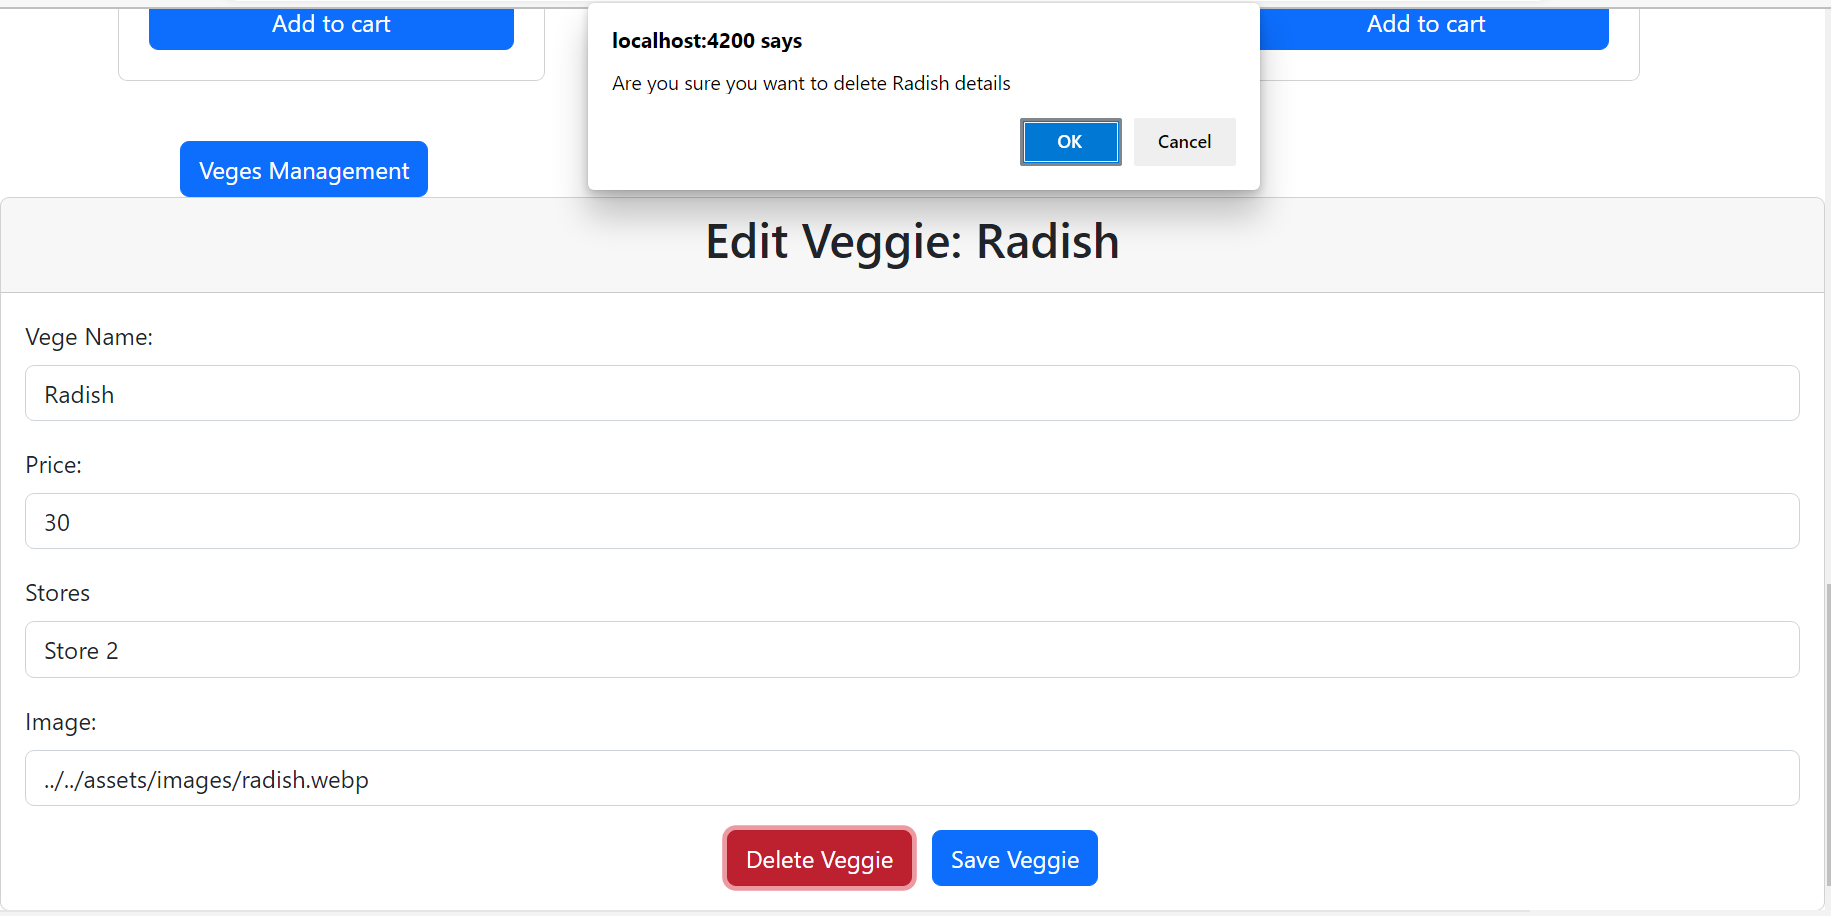 Add to cart
Add to cart
localhost:4200 says
Are you sure you want to delete Radish details
OK
Cancel
Veges Management
Edit Veggie: Radish
Vege Name:
Radish
Price:
30
Stores
Store 2
Image:
../../assets/images/radish.webp
Delete Veggie
Save Veggie